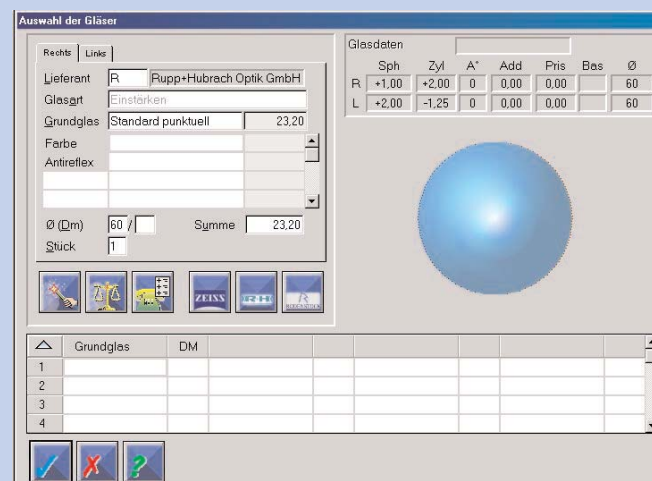 Auswahl der Gläser
Rechts Links
Lieferant R Rupp+Hubrach Optik GmbH
Glasart Einstärken
Grundglas Standard punktuell 23,20
Farbe
Antireflex
Ø (Dm) 60 / Summe 23,20
Stück 1
ZEISS RH R
Glasdaten
Sph Zyl A° Add Pris Bas Ø
R +1,00 +2,00 0 0,00 0,00 60
L +2,00 -1,25 0 0,00 0,00 60
Grundglas DM
1
2
3
4
?